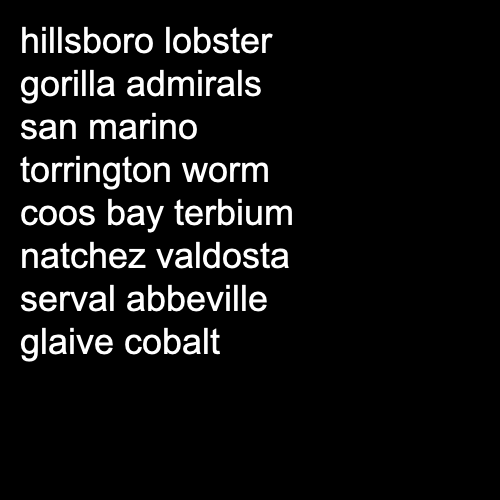 hillsboro lobster
gorilla admirals
san marino
torrington worm
coos bay terbium
natchez valdosta
serval abbeville
glaive cobalt